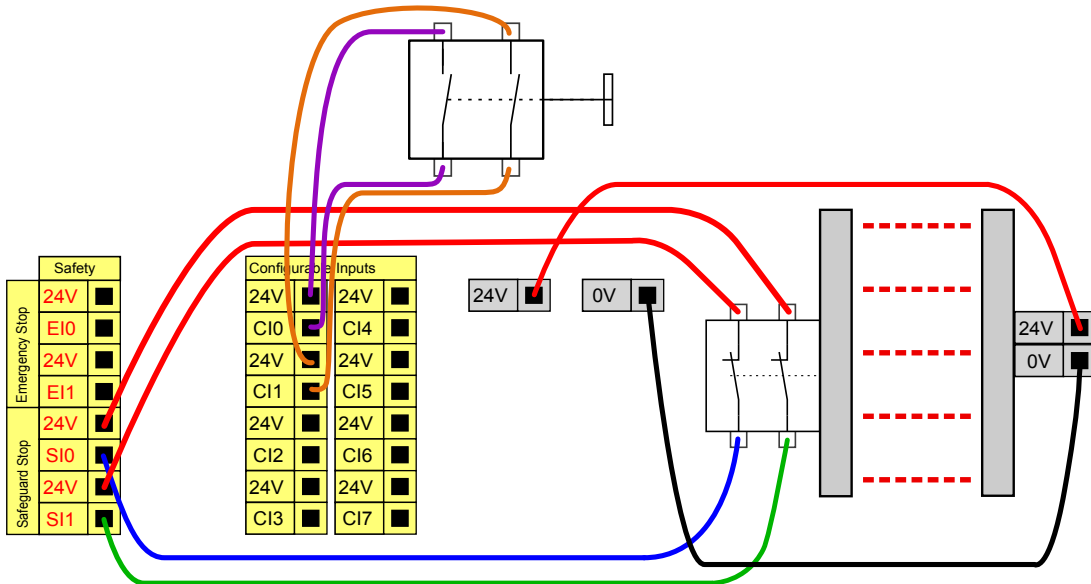 Safety
Emergency Stop
24V
EI0
24V
EI1
Safeguard Stop
24V
SI0
24V
SI1
Configurable Inputs
24V 24V
CI0 CI4
24V 24V
CI1 CI5
24V 24V
CI2 CI6
24V 24V
CI3 CI7
24V
0V
24V
0V